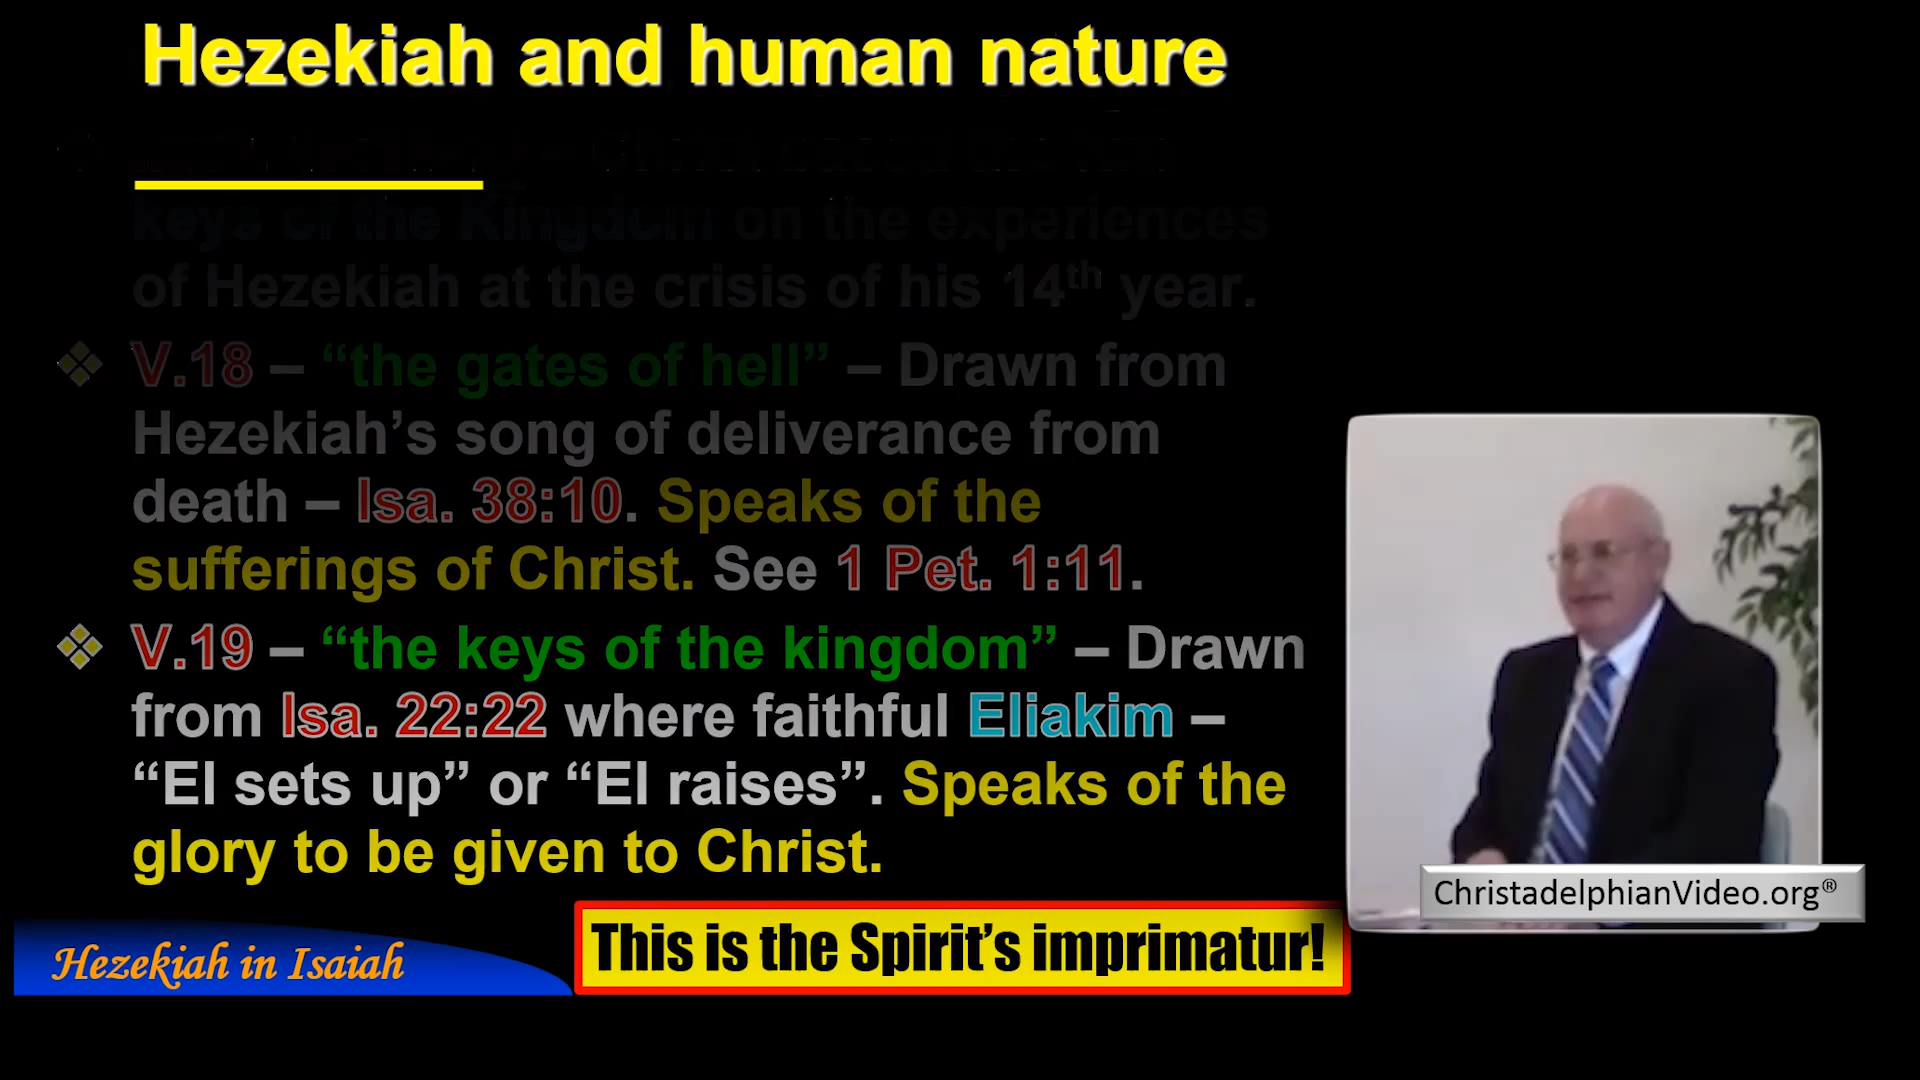 Hezekiah and human nature
keys of the Kingdom on the experiences
of Hezekiah at the crisis of his 14th year.
❖ V.18 – “the gates of hell” – Drawn from
Hezekiah’s song of deliverance from
death – Isa. 38:10. Speaks of the
sufferings of Christ. See 1 Pet. 1:11.
❖ V.19 – “the keys of the kingdom” – Drawn
from Isa. 22:22 where faithful Eliakim –
“El sets up” or “El raises”. Speaks of the
glory to be given to Christ.
ChristadelphianVideo.org®
Hezekiah in Isaiah
This is the Spirit’s imprimatur!